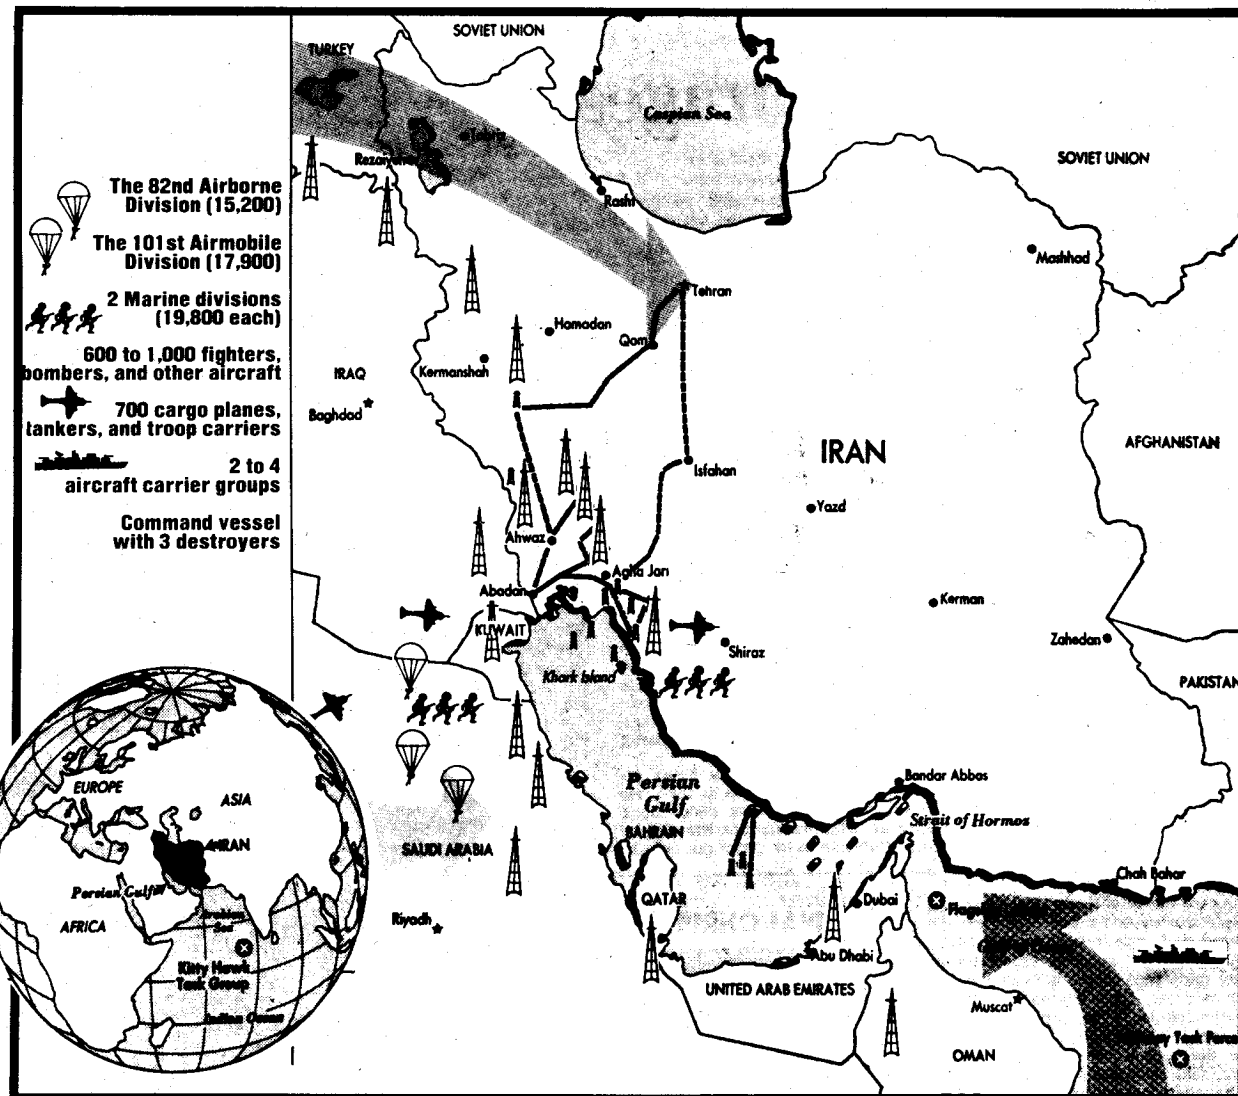 The 82nd Airborne
Division (15,200)
The 101st Airmobile
Division (17,900)
2 Marine divisions
(19,800 each)
600 to 1,000 fighters,
bombers, and other aircraft
700 cargo planes,
tankers, and troop carriers
2 to 4
aircraft carrier groups
Command vessel
with 3 destroyers
TURKEY
SOVIET UNION
Caspian Sea
SOVIET UNION
Rasht
Mashhad
Tehran
Hamadan
Qom
Kermanshah
IRAQ
Baghdad
IRAN
AFGHANISTAN
Isfahan
Yazd
Ahwaz
Agha Jari
Abadan
Kerman
KUWAIT
Shiraz
Zahedan
Khark Island
PAKISTAN
Persian
Gulf
Bandar Abbas
Strait of Hormoz
BAHRAIN
SAUDI ARABIA
Chah Bahar
QATAR
Dubai
Riyadh
Abu Dhabi
UNITED ARAB EMIRATES
Muscat
OMAN
Task Force
EUROPE
ASIA
IRAN
Persian Gulf
AFRICA
Arabian
Sea
Kitty Hawk
Task Group
Indian Ocean